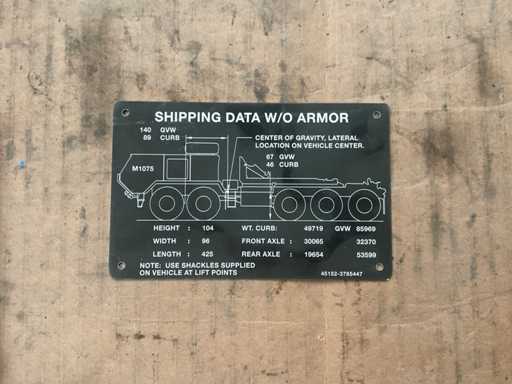 SHIPPING DATA W/O ARMOR
140 GVW
89 CURB
CENTER OF GRAVITY, LATERAL
LOCATION ON VEHICLE CENTER.
67 GVW
46 CURB
M1075
HEIGHT : 104 WT. CURB: 49719 GVW 85969
WIDTH : 96 FRONT AXLE : 30065 32370
LENGTH : 425 REAR AXLE : 19654 53599
NOTE: USE SHACKLES SUPPLIED
ON VEHICLE AT LIFT POINTS
45152-3765447